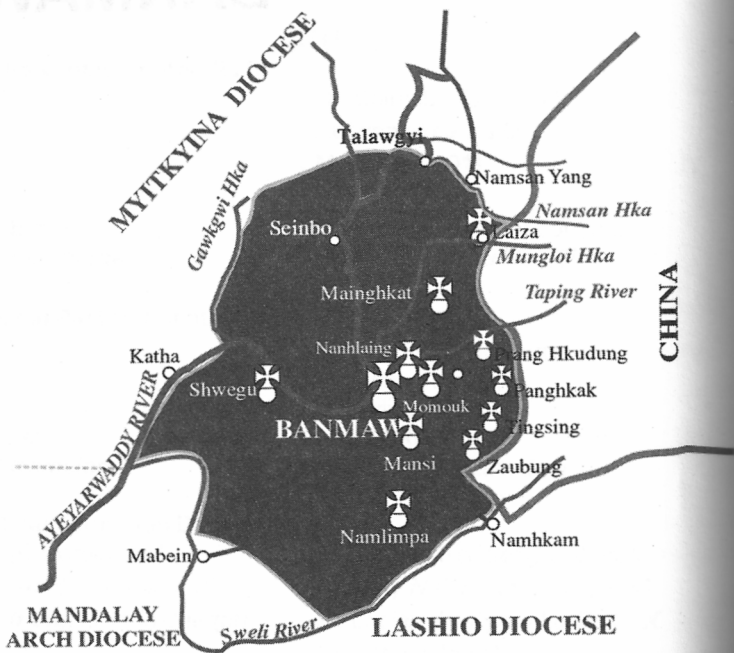 MYITKYINA DIOCESE
Talawgyi
Namsan Yang
Gawkgwi Hka
Seinbo
Namsan Hka
Laiza
Mungloi Hka
Mainghkat
Taping River
CHINA
Nanhlaing
Prang Hkudung
Katha
Shwegu
Momouk
Panghkak
BANMAW
Tingsing
Mansi
Zaubung
AYEYARWADDY RIVER
Namlimpa
Namhkam
Mabein
MANDALAY
ARCH DIOCESE
Sweli River
LASHIO DIOCESE